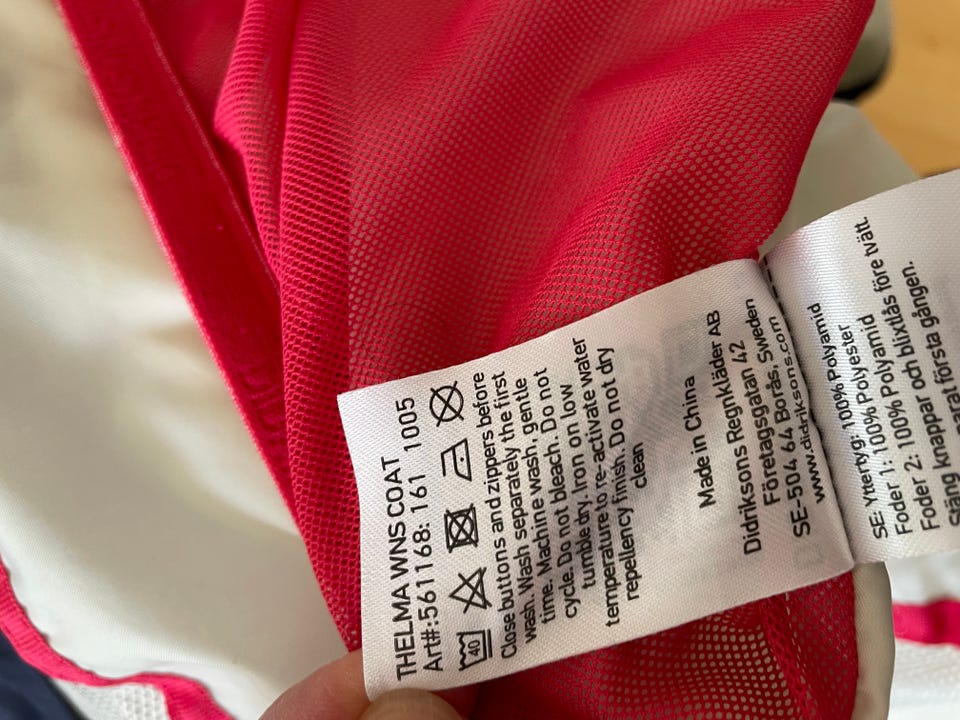 THELMA WNS COAT
Art#:561168: 161 1005
40
Close buttons and zippers before
wash. Wash separately the first
time. Machine wash, gentle
cycle. Do not bleach. Do not
tumble dry. Iron on low
temperature to re-activate water
repellency finish. Do not dry
clean
Made in China
Didriksons Regnkläder AB
Företagsgatan 42
SE-504 64 Borås, Sweden
www.didriksons.com
SE: Yttertyg: 100% Polyamid
Foder 1: 100% Polyester
Foder 2: 100% Polyamid
Stäng knappar och blixtlås före tvätt.
första gången.